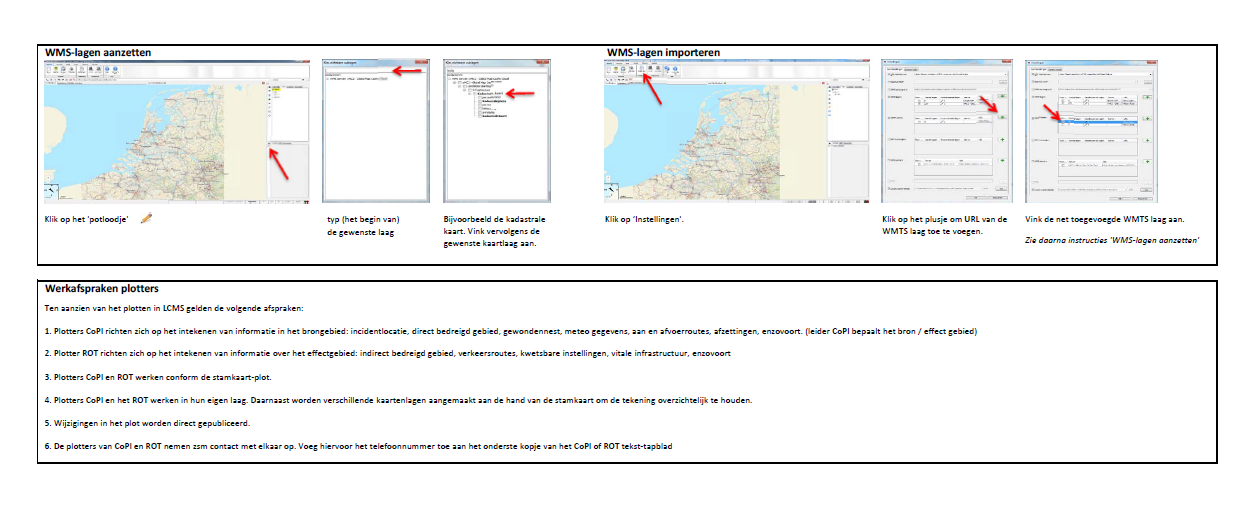 WMS-lagen aanzetten
Klik op het 'potloodje'
typ (het begin van)
de gewenste laag
Bijvoorbeeld de kadastrale
kaart. Vink vervolgens de
gewenste kaartlaag aan.
WMS-lagen importeren
Klik op 'Instellingen'.
Klik op het plusje om URL van de
WMTS laag toe te voegen.
Vink de net toegevoegde WMTS laag aan.
Zie daarna instructies 'WMS-lagen aanzetten'
Werkafspraken plotters
Ten aanzien van het plotten in LCMS gelden de volgende afspraken:
1. Plotters CoPI richten zich op het intekenen van informatie in het brongebied: incidentlocatie, direct bedreigd gebied, gewondennest, meteo gegevens, aan en afvoerroutes, afzettingen, enzovoort. (leider CoPI bepaalt het bron / effect gebied)
2. Plotter ROT richten zich op het intekenen van informatie over het effectgebied: indirect bedreigd gebied, verkeersroutes, kwetsbare instellingen, vitale infrastructuur, enzovoort
3. Plotters CoPI en ROT werken conform de stamkaart-plot.
4. Plotters CoPI en het ROT werken in hun eigen laag. Daarnaast worden verschillende kaartenlagen aangemaakt aan de hand van de stamkaart om de tekening overzichtelijk te houden.
5. Wijzigingen in het plot worden direct gepubliceerd.
6. De plotters van CoPI en ROT nemen zsm contact met elkaar op. Voeg hiervoor het telefoonnummer toe aan het onderste kopje van het CoPI of ROT tekst-tapblad